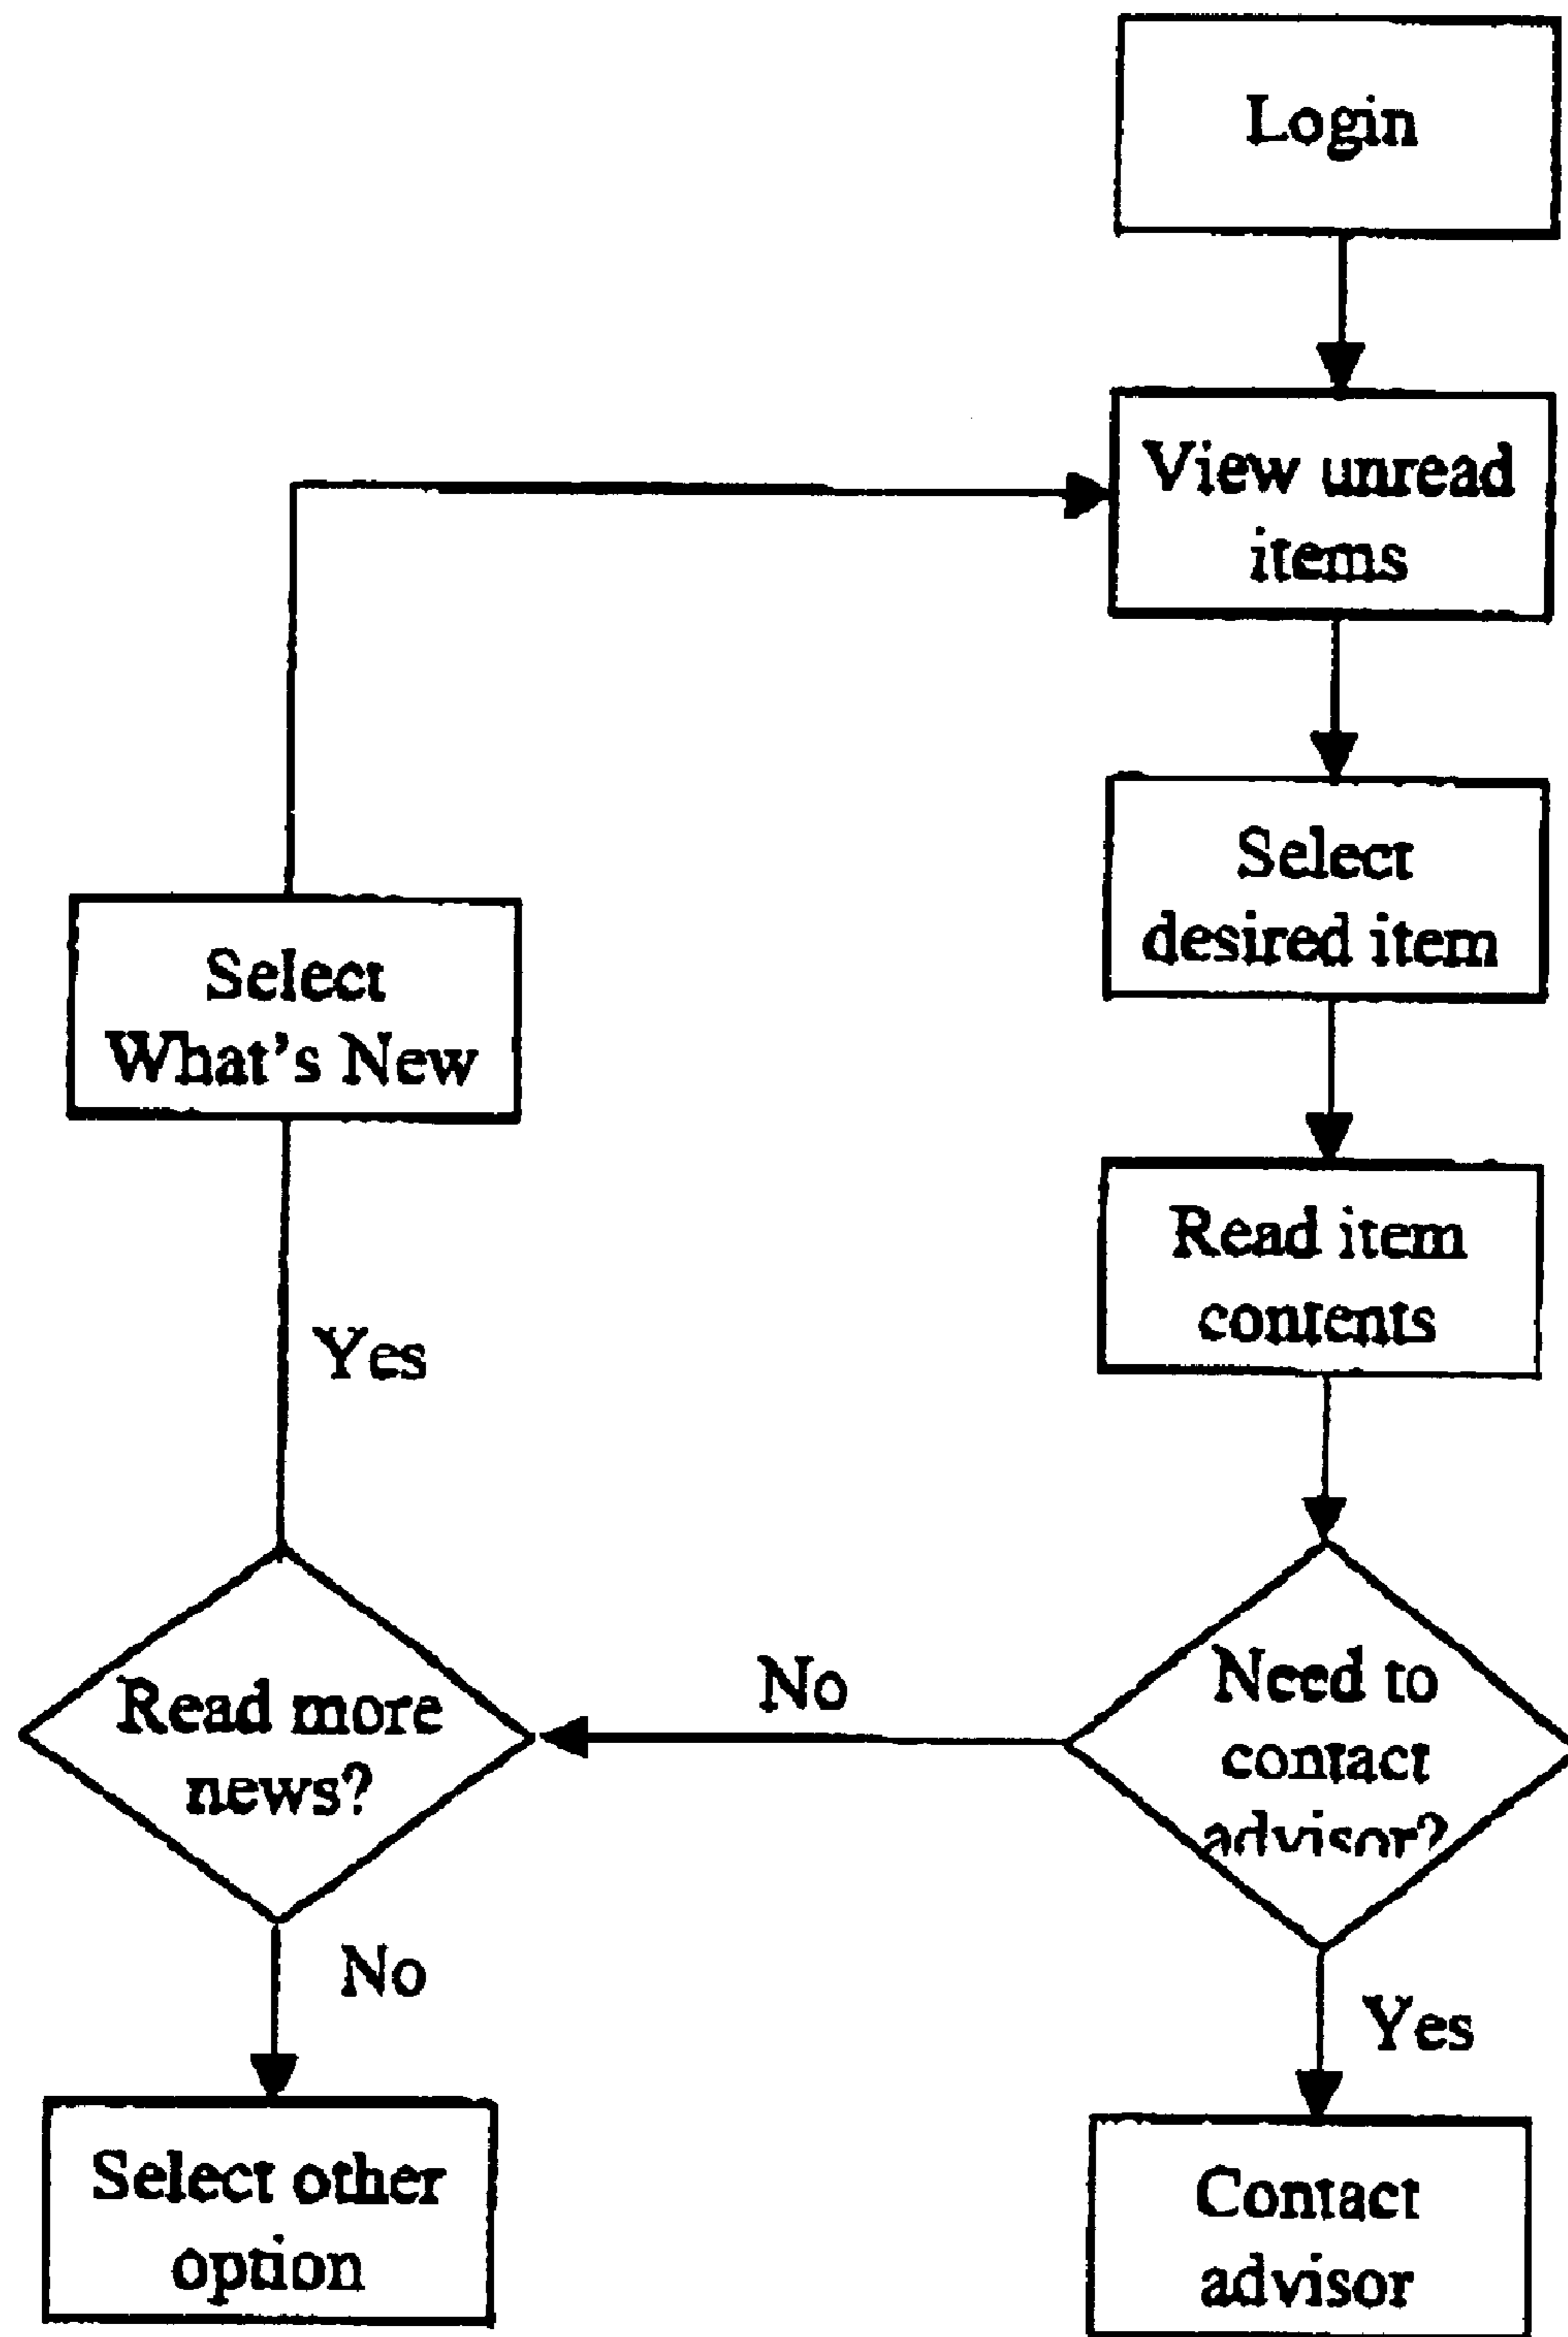 Login
View unread
items
Select
desired item
Select
What's New
Read item
contents
Yes
Read more
news?
No
Need to
contact
advisor?
No
Yes
Select other
option
Contact
advisor